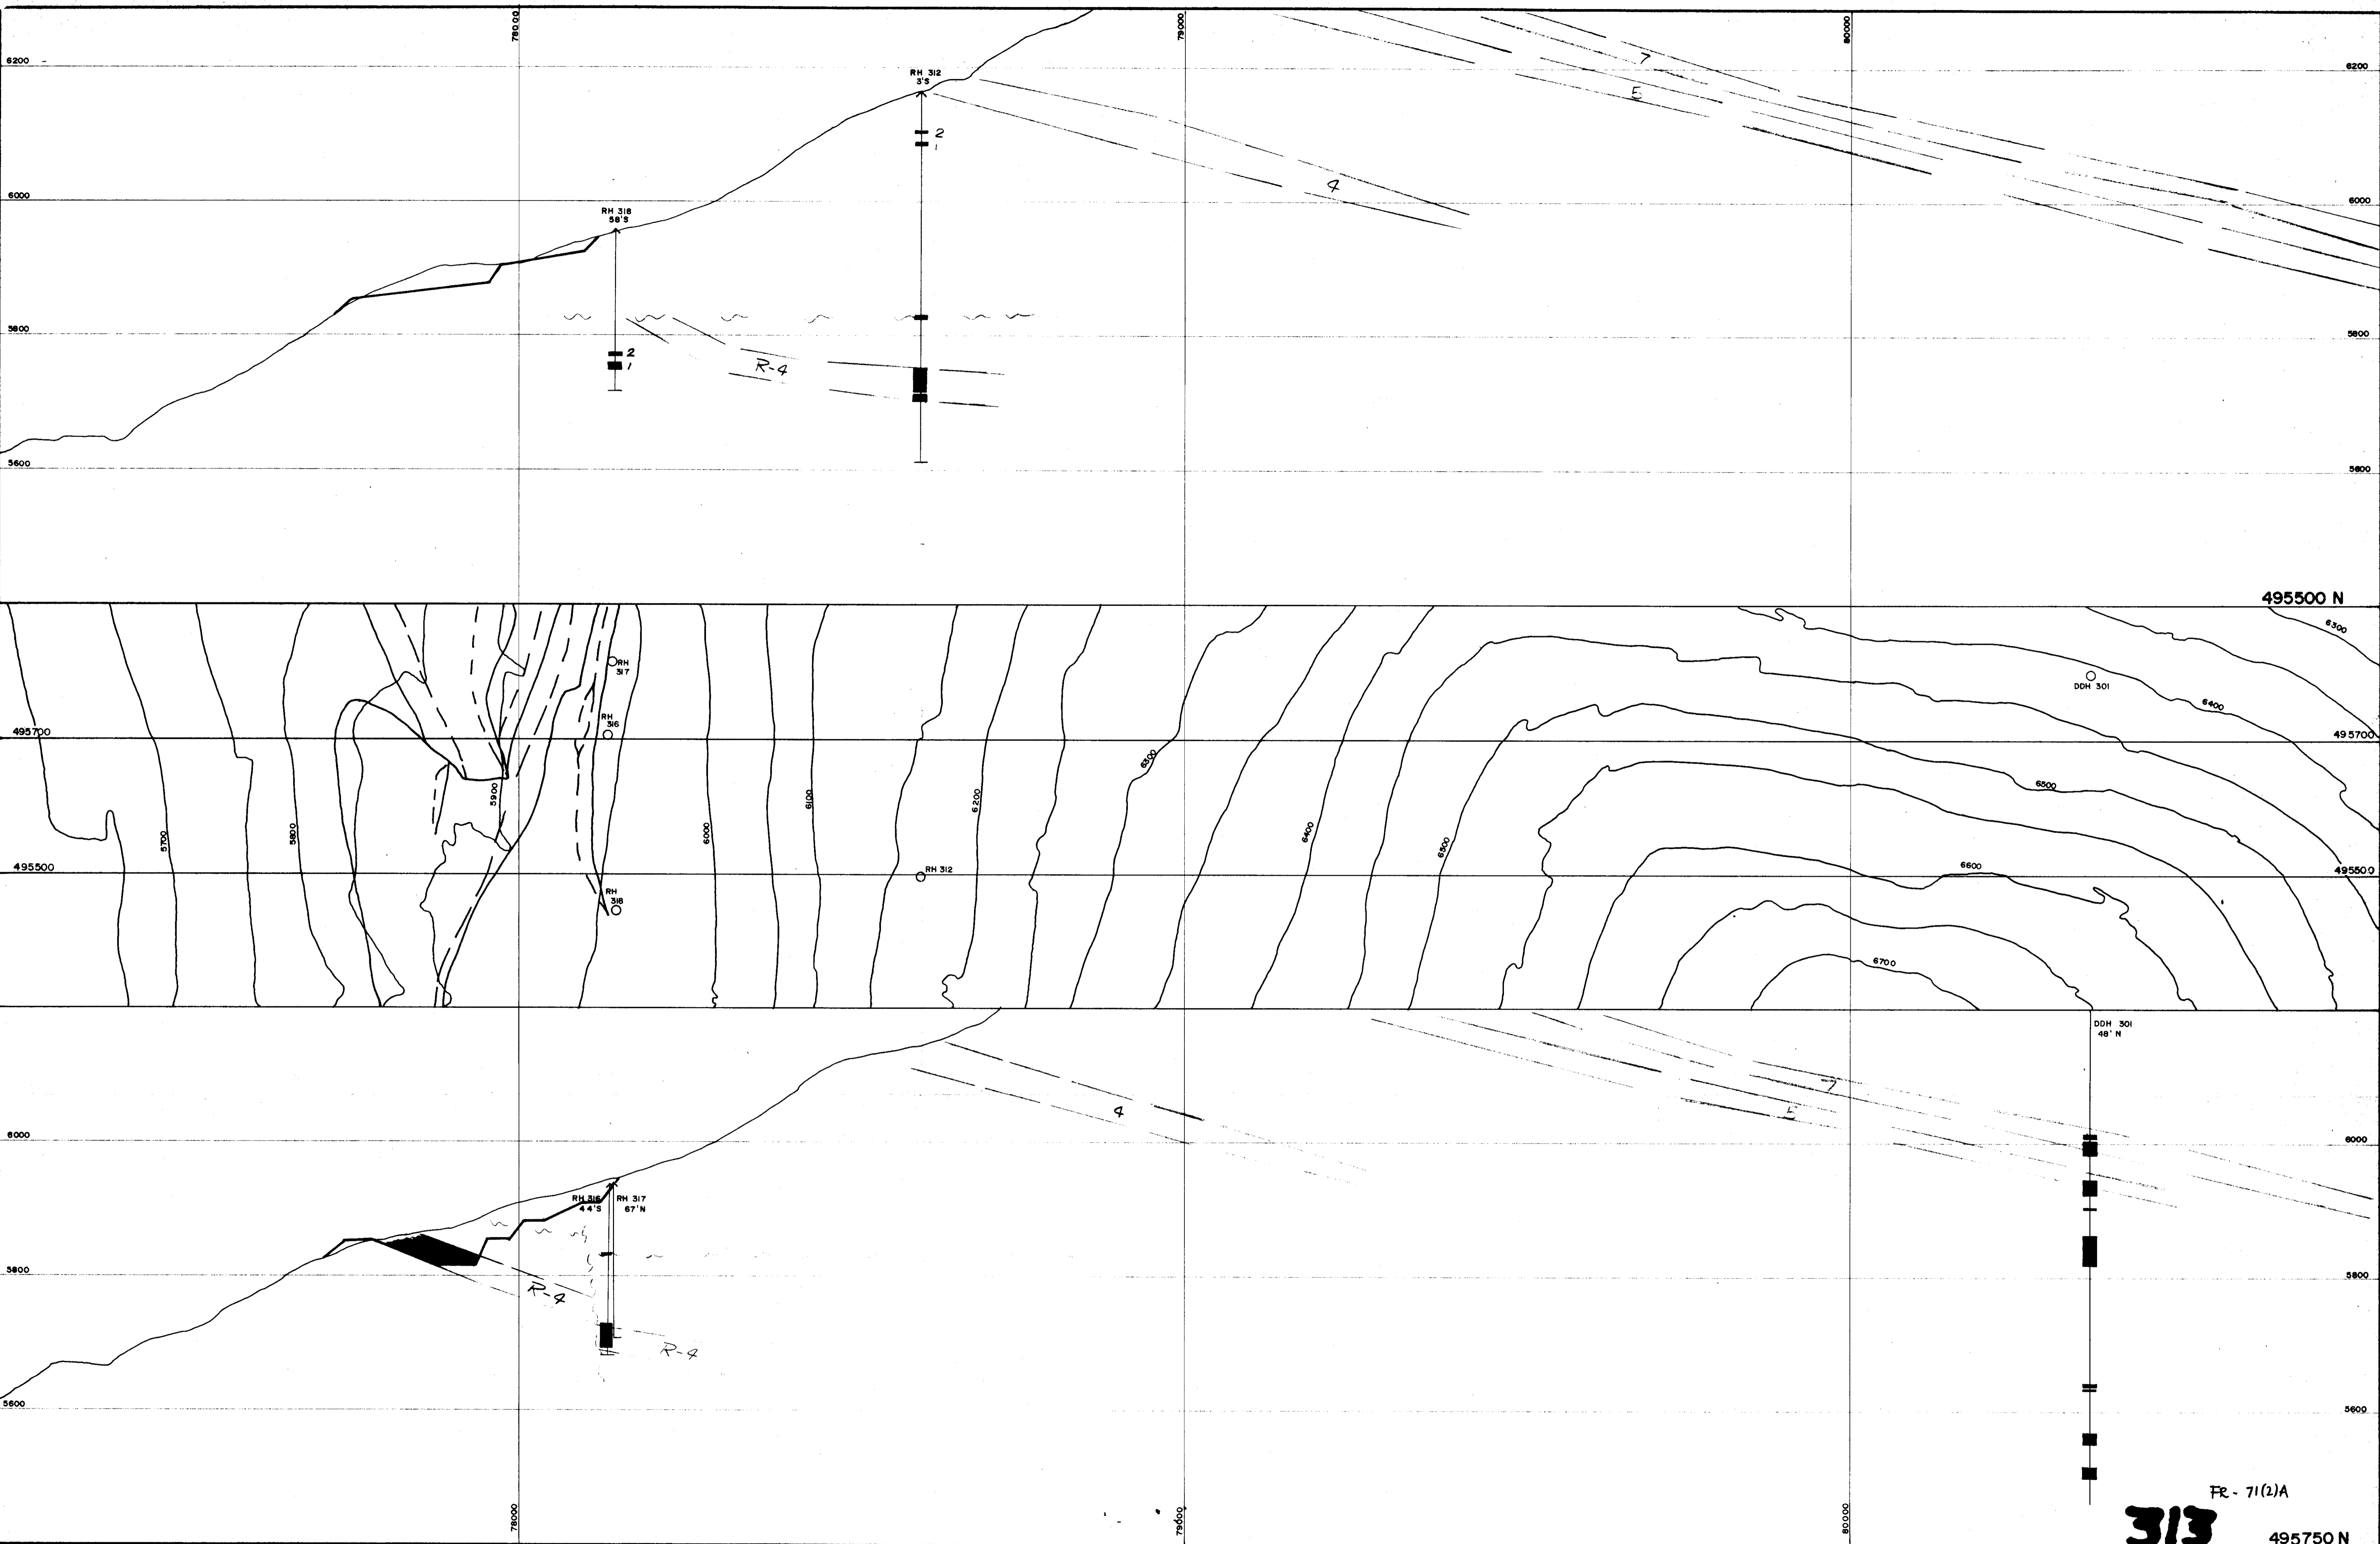 78000
79000
80000
6200
6200
RH 312
3'S
7
5
2
1
4
6000
6000
RH 318
58'S
5800
5800
2
1
R-4
5600
5600
495500 N
6300
RH
317
DDH 301
RH
316
6400
495700
495700
6300
5900
6500
6100
6200
5700
5800
6000
6400
6500
6600
495500
RH 312
495500
RH
318
6700
DDH 301
48' N
7
4
5
6000
6000
RH 316
44'S
RH 317
67'N
5800
5800
R-4
R-4
5600
5600
78000
79000
80000
FR - 71(2)A
313
495750 N